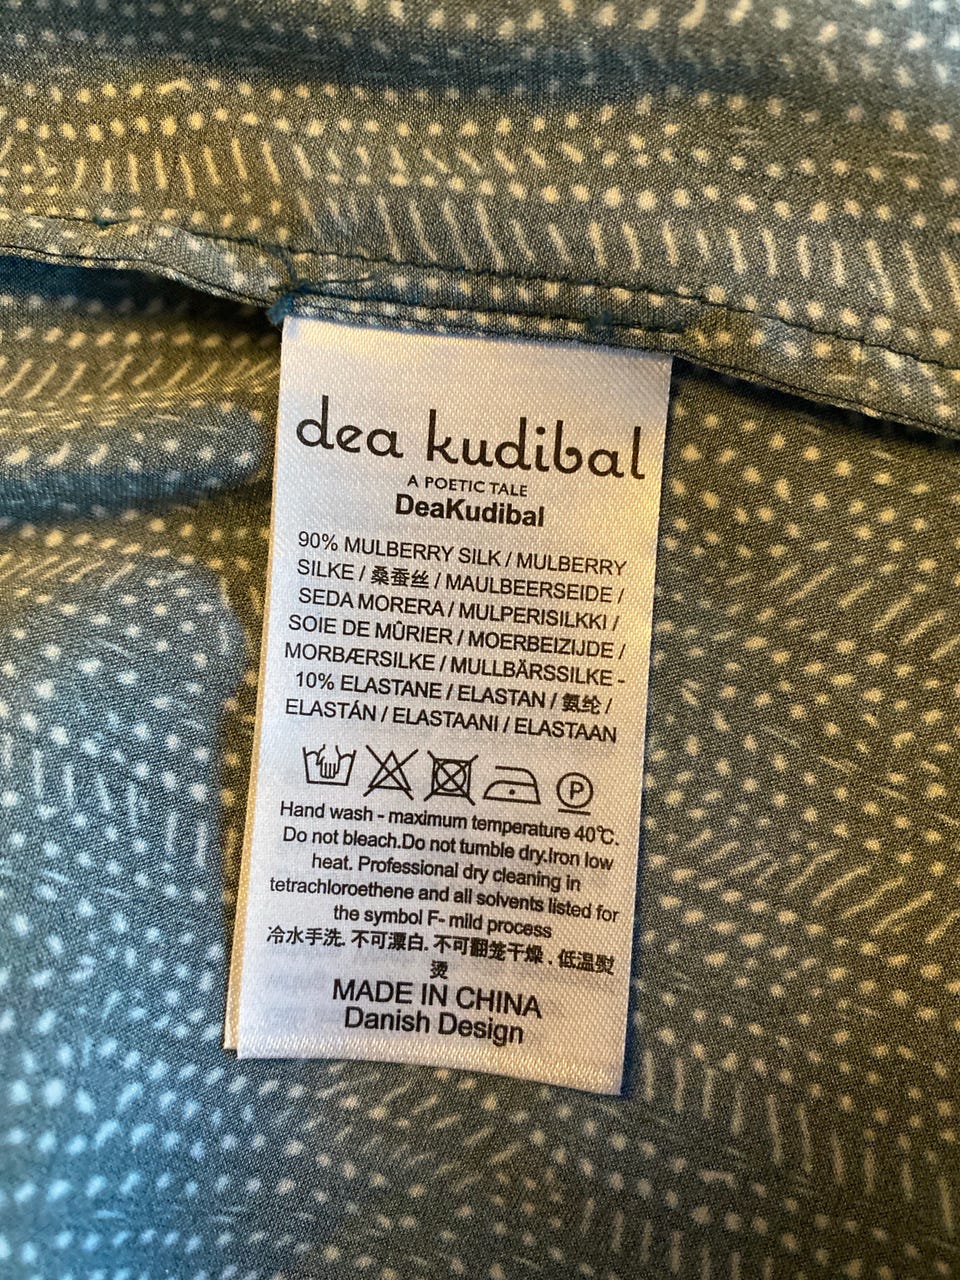 dea kudibal
A POETIC TALE
DeaKudibal
90% MULBERRY SILK / MULBERRY
SILKE / 桑蚕丝 / MAULBEERSEIDE /
SEDA MORERA / MULPERISILKKI /
SOIE DE MÛRIER / MOERBEIZIJDE /
MORBÆRSILKE / MULLBÄRSSILKE -
10% ELASTANE / ELASTAN / 氨纶 /
ELASTÁN / ELASTAANI / ELASTAAN
P
Hand wash - maximum temperature 40℃.
Do not bleach.Do not tumble dry.Iron low
heat. Professional dry cleaning in
tetrachloroethene and all solvents listed for
the symbol F- mild process
冷水手洗. 不可漂白. 不可翻笼干燥 . 低温熨
烫
MADE IN CHINA
Danish Design